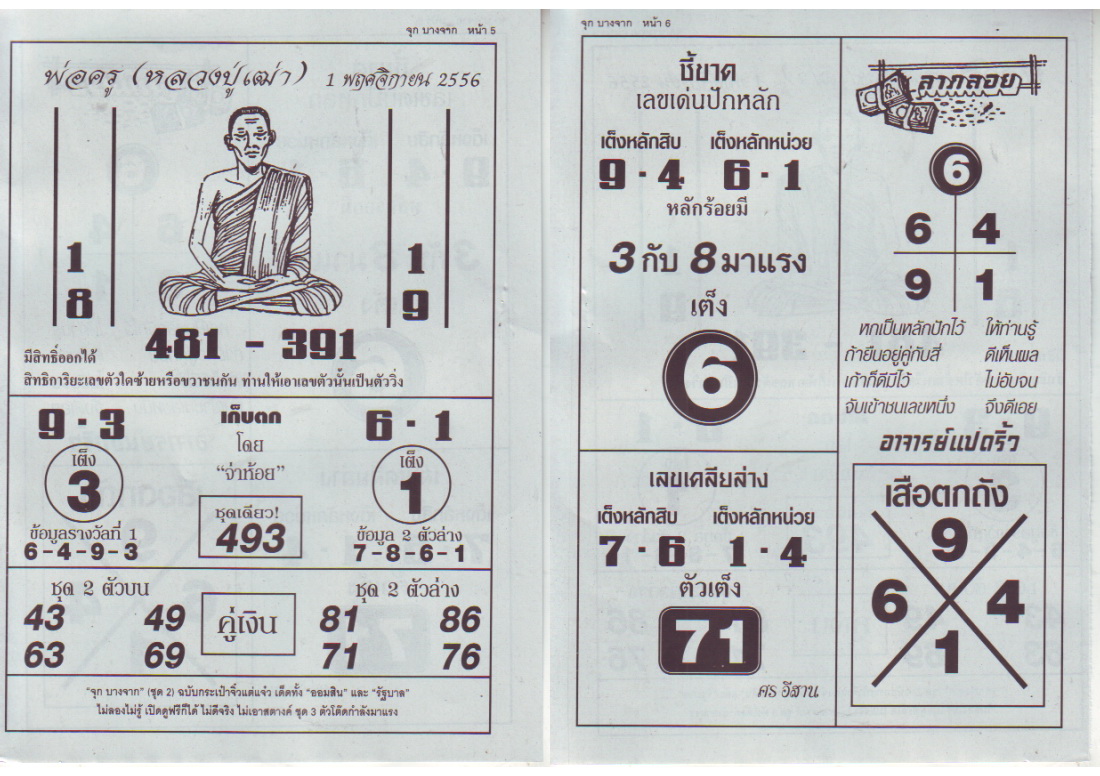 จุก บางจาก หน้า 5
พ่อครู (หลวงปู่เฒ่า) 1 พฤศจิกายน 2556
1 1
8 9
481 - 391
มีสิทธิ์ออกได้
สิทธิการิยะเลขตัวใดซ้ายหรือขวาชนกัน ท่านให้เอาเลขตัวนั้นเป็นตัววิ่ง
9 · 3
เต็ง
3
ข้อมูลรางวัลที่ 1
6 - 4 - 9 - 3
เก็บตก
โดย
"จ่าห้อย"
ชุดเดียว!
493
6 · 1
เต็ง
1
ข้อมูล 2 ตัวล่าง
7 - 8 - 6 - 1
ชุด 2 ตัวบน
43 49
63 69
คู่เงิน
ชุด 2 ตัวล่าง
81 86
71 76
"จุก บางจาก" (ชุด 2) ฉบับกระเป๋าจิ๋วแต่แจ๋ว เด็ดทั้ง "ออมสิน" และ "รัฐบาล"
ไม่ลองไม่รู้ เปิดดูฟรีก็ได้ ไม่ดีจริง ไม่เอาสตางค์ ชุด 3 ตัวโต๊ดกำลังมาแรง
จุก บางจาก หน้า 6
ชี้ขาด
เลขเด่นปักหลัก
เต็งหลักสิบ เต็งหลักหน่วย
9 · 4 6 · 1
หลักร้อยมี
3 กับ 8 มาแรง
เต็ง
6
เลขเคลียล่าง
เต็งหลักสิบ เต็งหลักหน่วย
7 · 6 1 · 4
ตัวเต็ง
71
ศร อีสาน
ลาภลอย
6
6 4
9 1
หกเป็นหลักปักไว้ ให้ท่านรู้
ถ้ายืนอยู่คู่กับสี่ ดีเห็นผล
เก้าก็ดีมีไว้ ไม่อับจน
จับเข้าชนเลขหนึ่ง จึงดีเอย
อาจารย์แปดริ้ว
เสือตกถัง
9
6 4
1